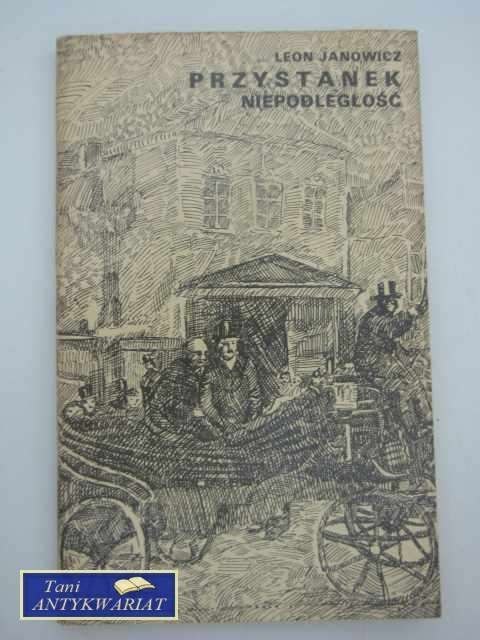 LEON JANOWICZ
PRZYSTANEK
NIEPODLEGŁOŚĆ
Tani
ANTYKWARIAT